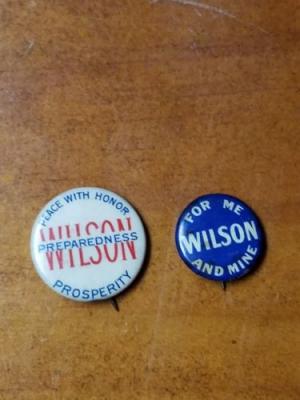 PEACE WITH HONOR
WILSON
PREPAREDNESS
PROSPERITY
FOR ME
WILSON
AND MINE